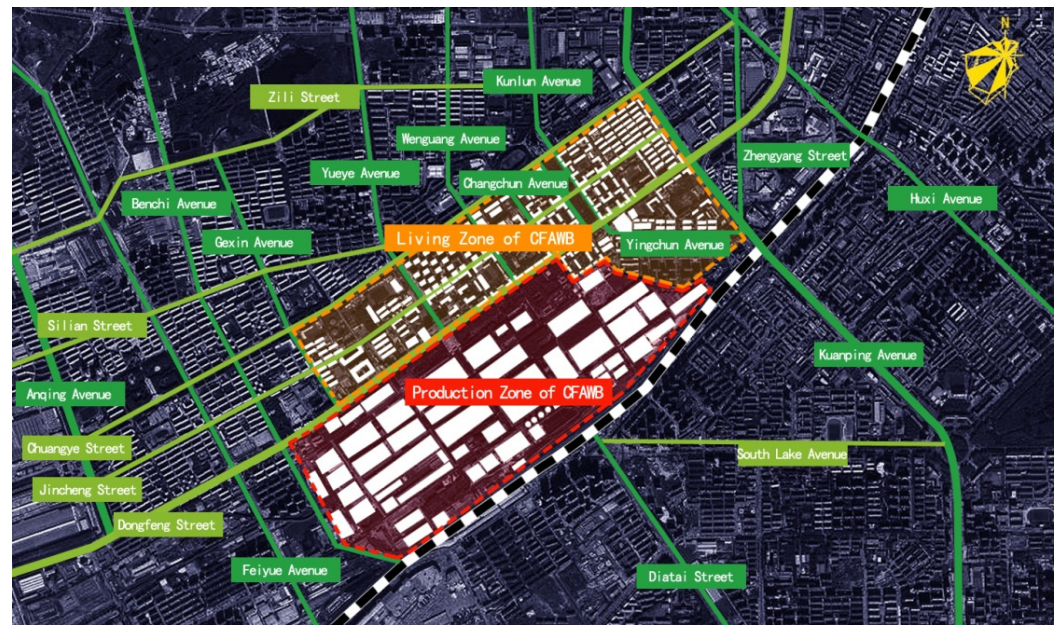 N
Kunlun Avenue
Zili Street
Wenguang Avenue
Zhengyang Street
Yueye Avenue
Changchun Avenue
Huxi Avenue
Benchi Avenue
Gexin Avenue
Living Zone of CFAWB
Yingchun Avenue
Silian Street
Kuanping Avenue
Production Zone of CFAWB
Anqing Avenue
Chuangye Street
South Lake Avenue
Jincheng Street
Dongfeng Street
Feiyue Avenue
Diatai Street